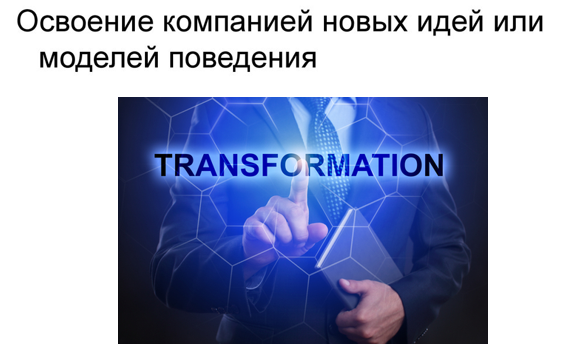 Освоение компанией новых идей или
моделей поведения
TRANSFORMATION